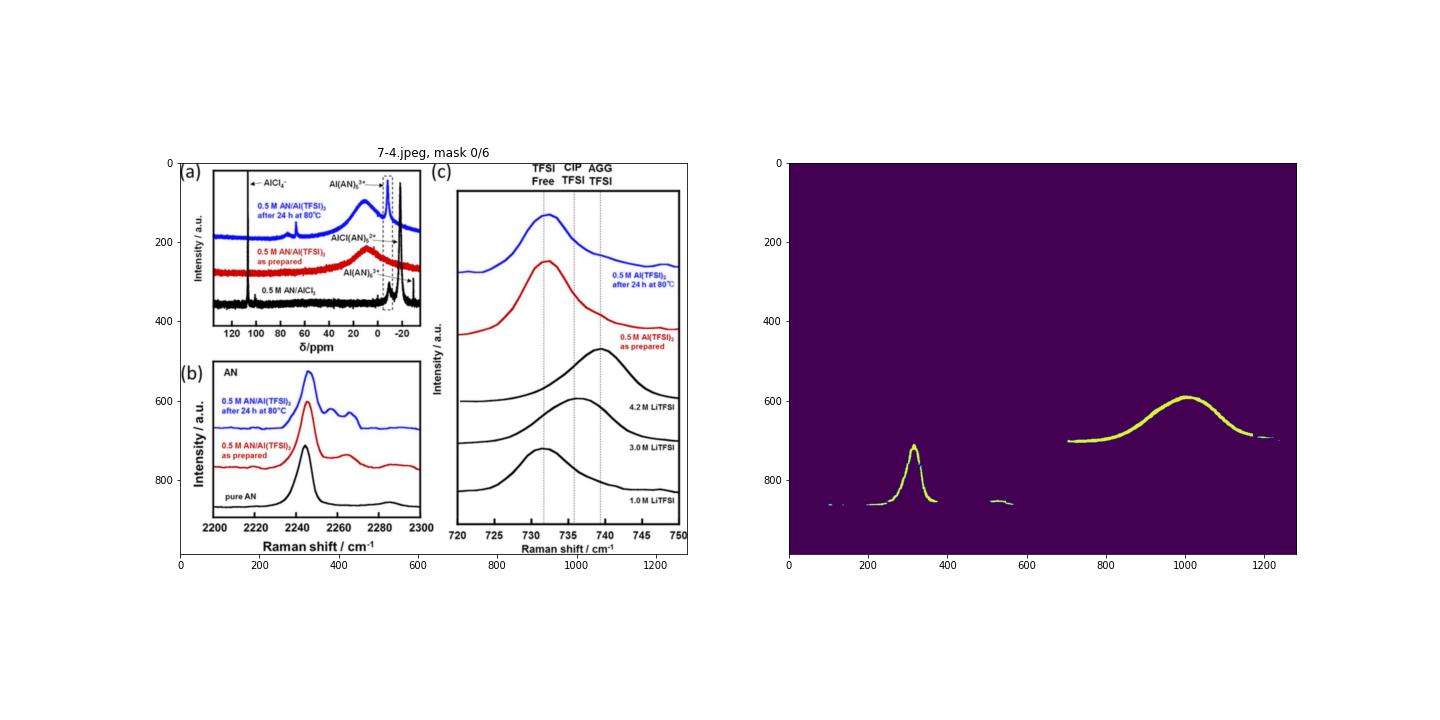 7-4.jpeg, mask 0/6
(a)
AlCl₄⁻
Al(AN)₅³⁺
0.5 M AN/Al(TFSI)₃
after 24 h at 80℃
AlCl(AN)₅²⁺
0.5 M AN/Al(TFSI)₃
as prepared
Al(AN)₆³⁺
0.5 M AN/AlCl₃
Intensity / a.u.
120 100 80 60 40 20 0 -20
δ/ppm
(b)
AN
0.5 M AN/Al(TFSI)₃
after 24 h at 80°C
0.5 M AN/Al(TFSI)₃
as prepared
pure AN
Intensity / a.u.
2200 2220 2240 2260 2280 2300
Raman shift / cm⁻¹
(c)
TFSI CIP AGG
Free TFSI TFSI
0.5 M Al(TFSI)₃
after 24 h at 80℃
0.5 M Al(TFSI)₃
as prepared
4.2 M LiTFSI
3.0 M LiTFSI
1.0 M LiTFSI
Intensity / a.u.
720 725 730 735 740 745 750
Raman shift / cm⁻¹
0
200
400
600
800
0 200 400 600 800 1000 1200
0
200
400
600
800
0 200 400 600 800 1000 1200